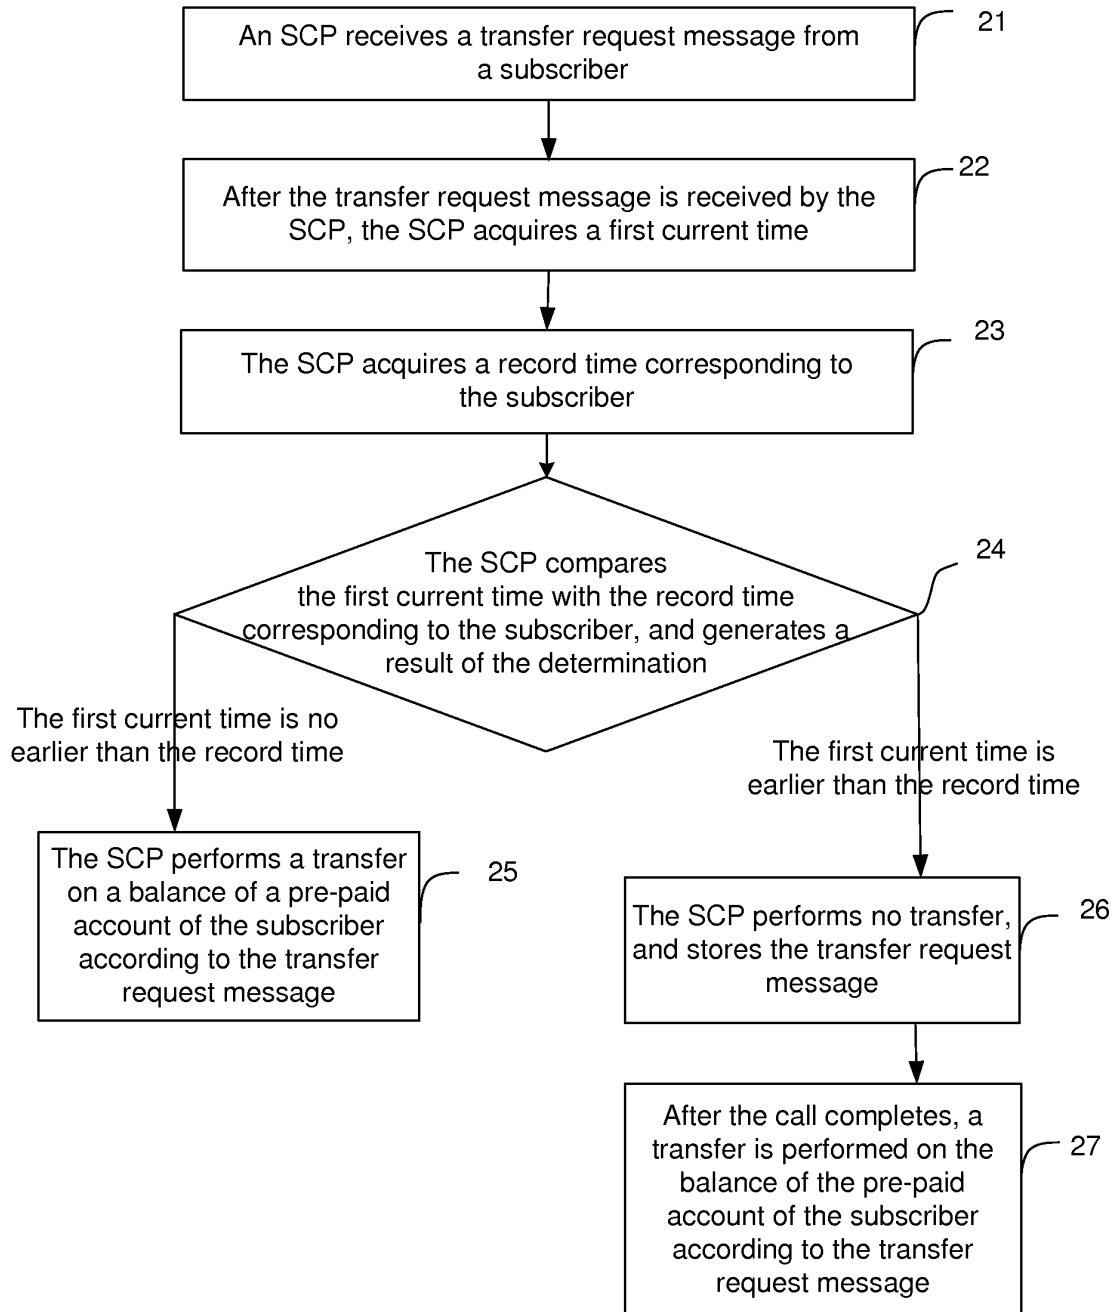 An SCP receives a transfer request message from
a subscriber
21
After the transfer request message is received by the
SCP, the SCP acquires a first current time
22
The SCP acquires a record time corresponding to
the subscriber
23
The SCP compares
the first current time with the record time
corresponding to the subscriber, and generates a
result of the determination
24
The first current time is no
earlier than the record time
The first current time is
earlier than the record time
The SCP performs a transfer
on a balance of a pre-paid
account of the subscriber
according to the transfer
request message
25
The SCP performs no transfer,
and stores the transfer request
message
26
After the call completes, a
transfer is performed on the
balance of the pre-paid
account of the subscriber
according to the transfer
request message
27